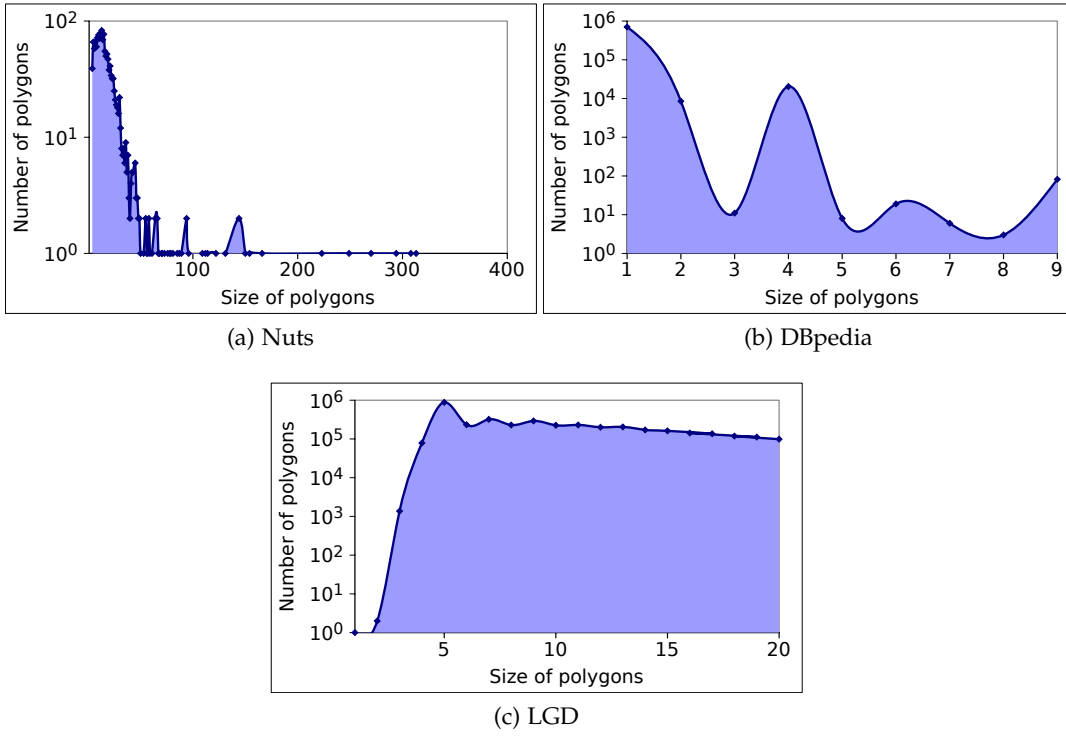 10²
10¹
10⁰
Number of polygons
100 200 300 400
Size of polygons
(a) Nuts
10⁶
10⁵
10⁴
10³
10²
10¹
10⁰
Number of polygons
1 2 3 4 5 6 7 8 9
Size of polygons
(b) DBpedia
10⁶
10⁵
10⁴
10³
10²
10¹
10⁰
Number of polygons
5 10 15 20
Size of polygons
(c) LGD